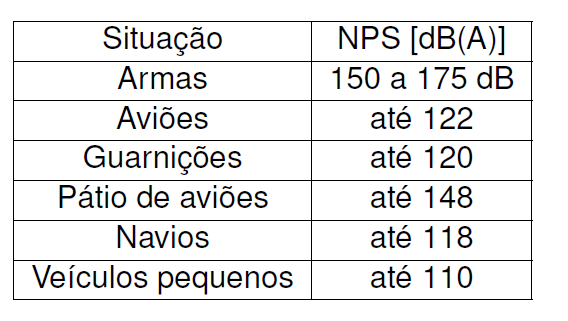 Situação NPS [dB(A)]
Armas 150 a 175 dB
Aviões até 122
Guarnições até 120
Pátio de aviões até 148
Navios até 118
Veículos pequenos até 110